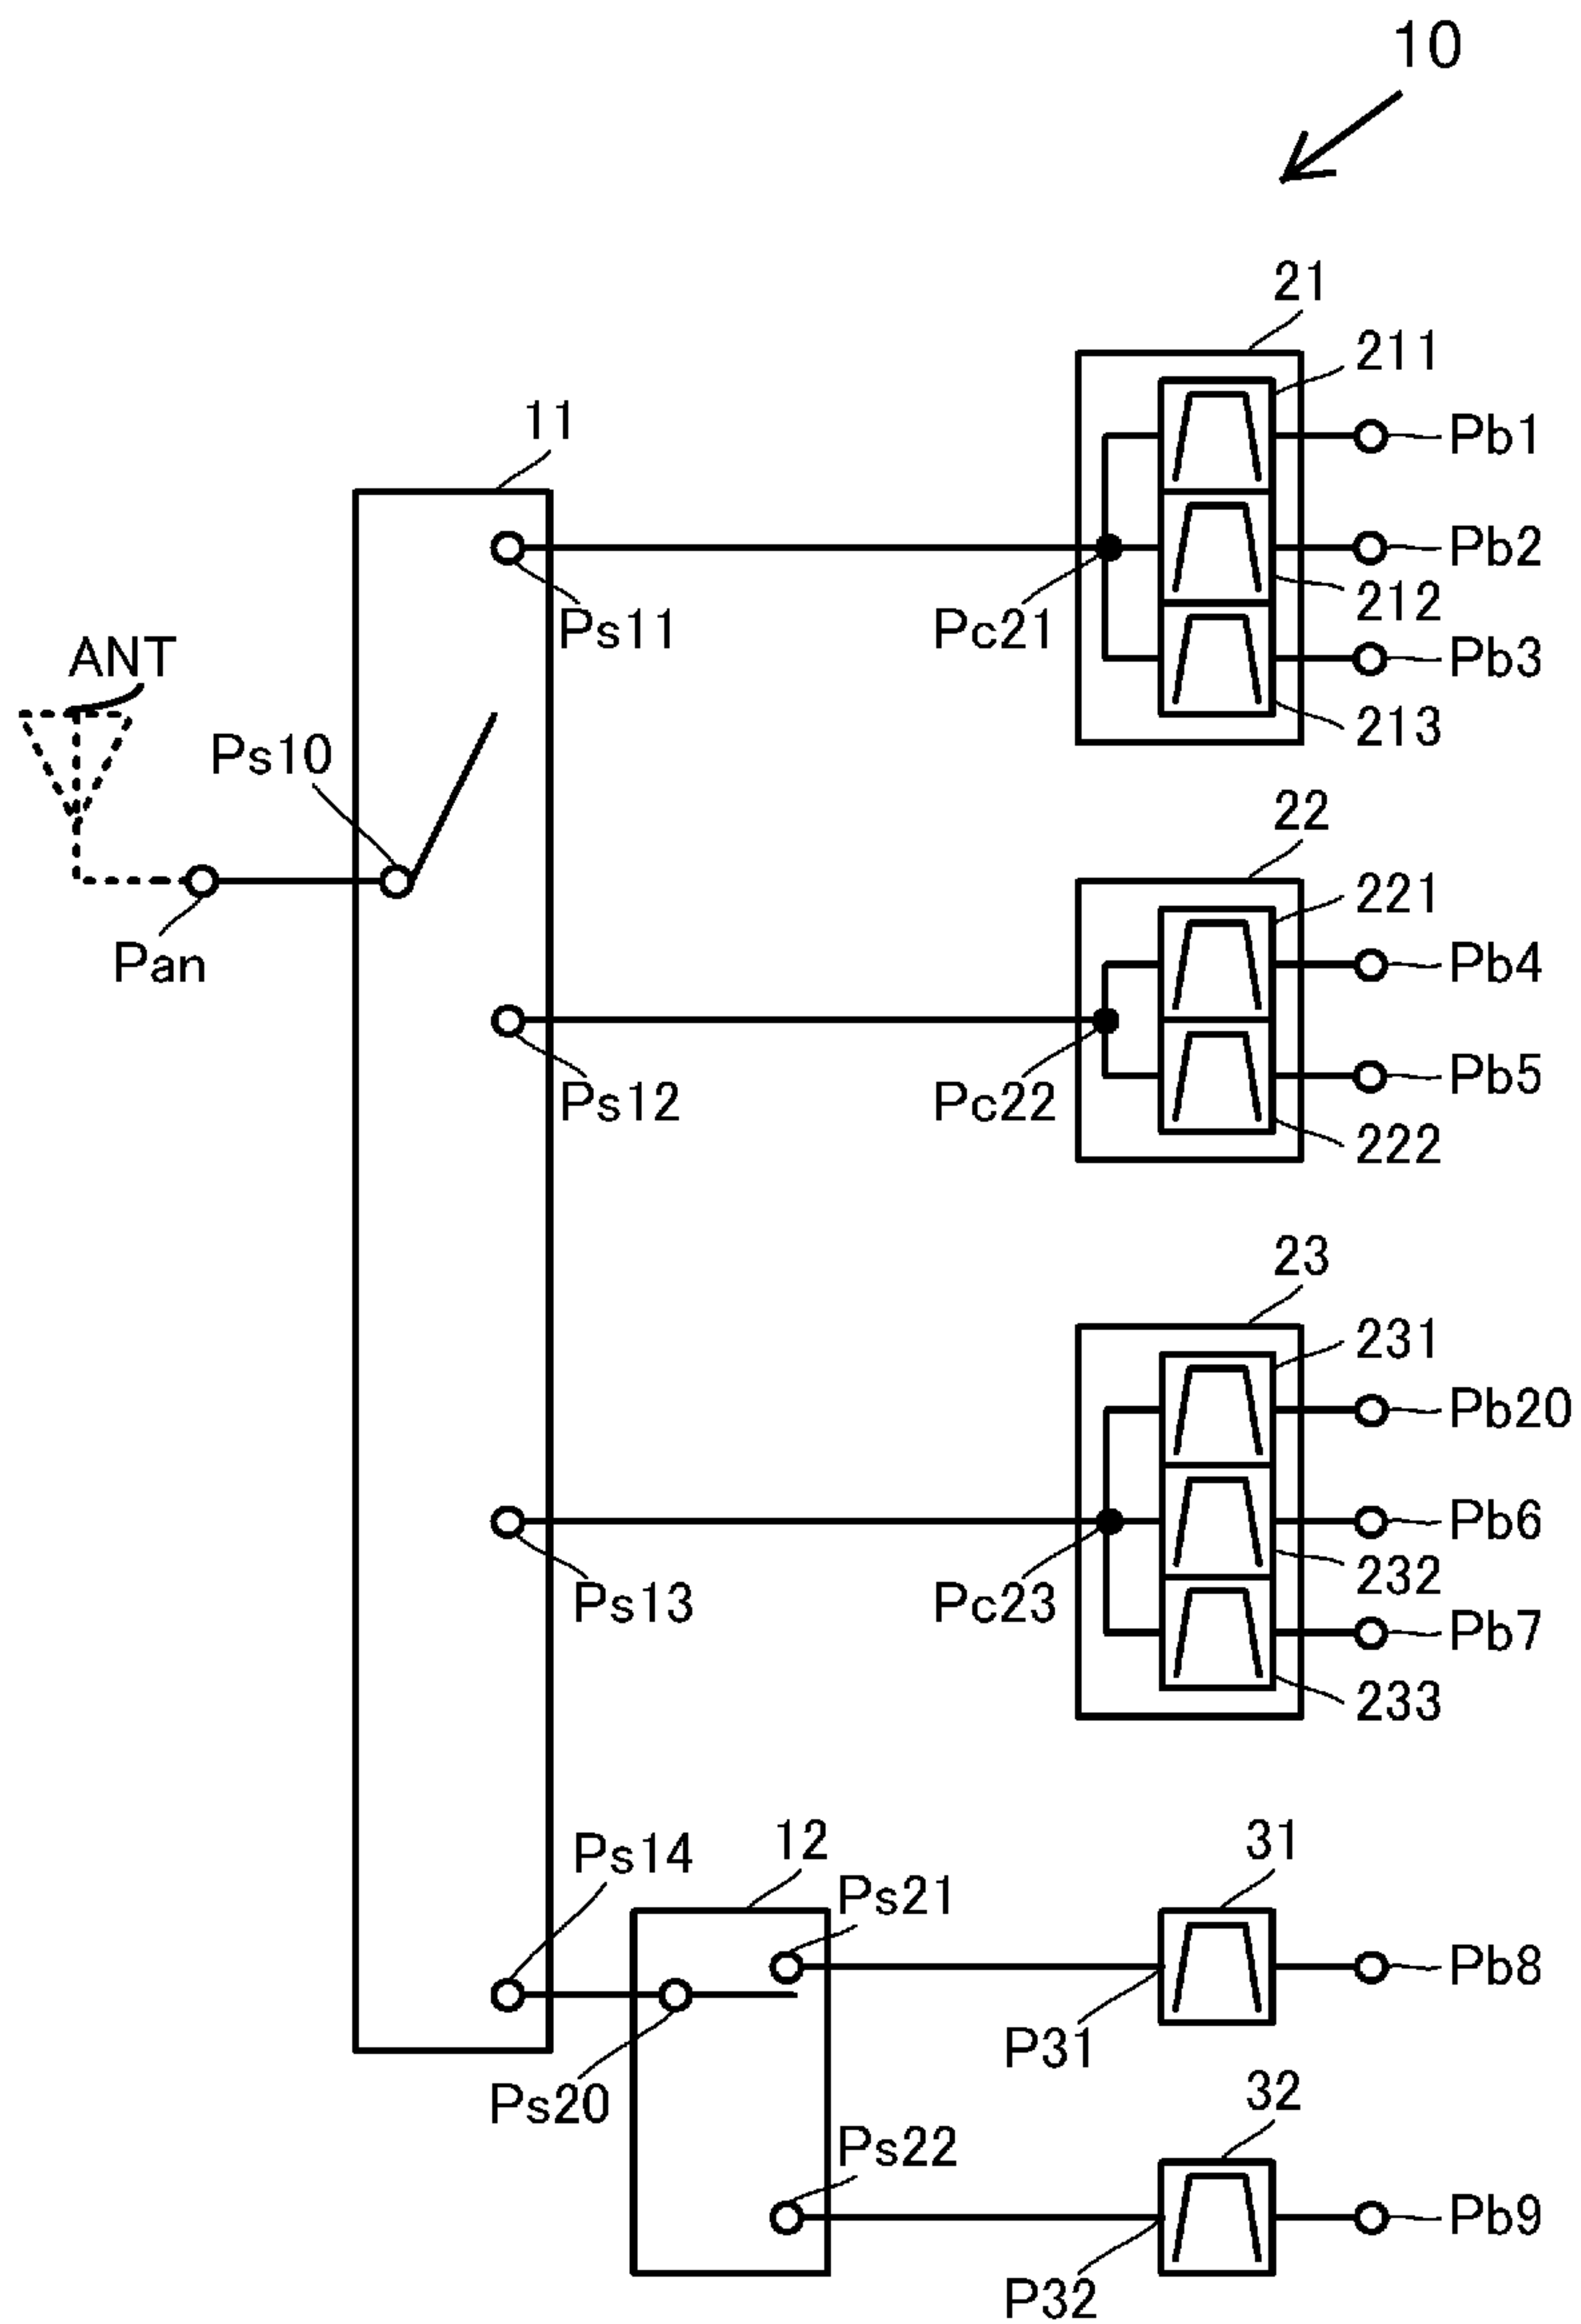 10
21
211
11
Pb1
Pb2
Ps11
Pc21
212
ANT
Pb3
213
Ps10
22
221
Pan
Pb4
Ps12
Pc22
Pb5
222
23
231
Pb20
Pb6
232
Ps13
Pc23
Pb7
233
Ps14
12
31
Ps21
Pb8
P31
Ps20
32
Ps22
Pb9
P32